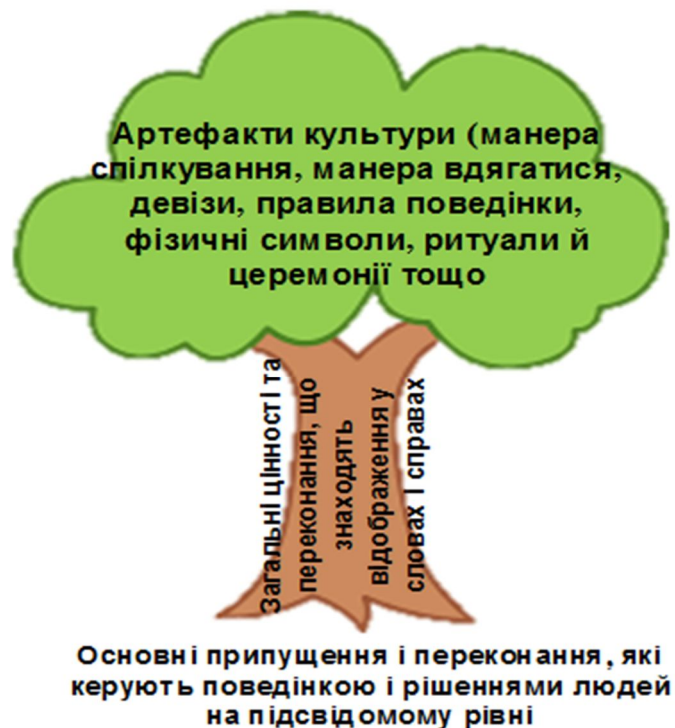 Артефакти культури (манера
спілкування, манера вдягатися,
девізи, правила поведінки,
фізичні символи, ритуали й
церемонії тощо
Загальні цінності та
переконання, що
знаходять
відображення у
словах і справах
Основні припущення і переконання, які
керують поведінкою і рішеннями людей
на підсвідомому рівні